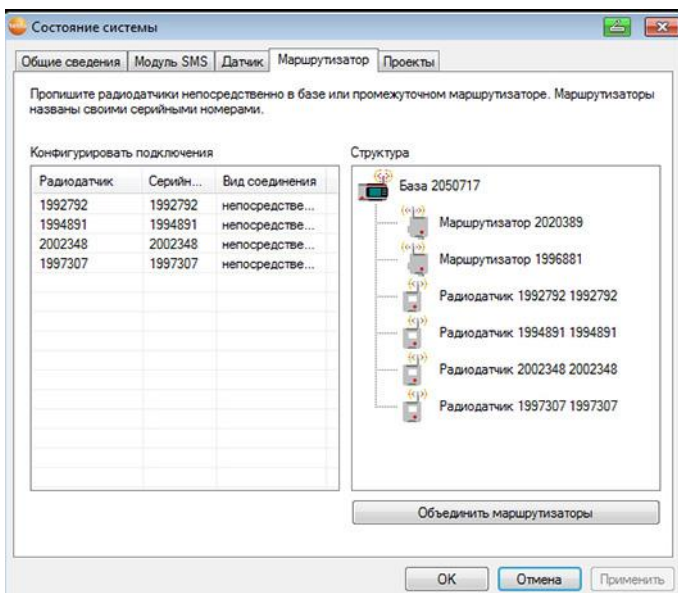 Состояние системы
Общие сведения Модуль SMS Датчик Маршрутизатор Проекты
Пропишите радиодатчики непосредственно в базе или промежуточном маршрутизаторе. Маршрутизаторы
названы своими серийными номерами.
Конфигурировать подключения
Радиодатчик Серийн... Вид соединения
1992792 1992792 непосредстве...
1994891 1994891 непосредстве...
2002348 2002348 непосредстве...
1997307 1997307 непосредстве...
Структура
База 2050717
Маршрутизатор 2020389
Маршрутизатор 1996881
Радиодатчик 1992792 1992792
Радиодатчик 1994891 1994891
Радиодатчик 2002348 2002348
Радиодатчик 1997307 1997307
Объединить маршрутизаторы
OK Отмена Применить